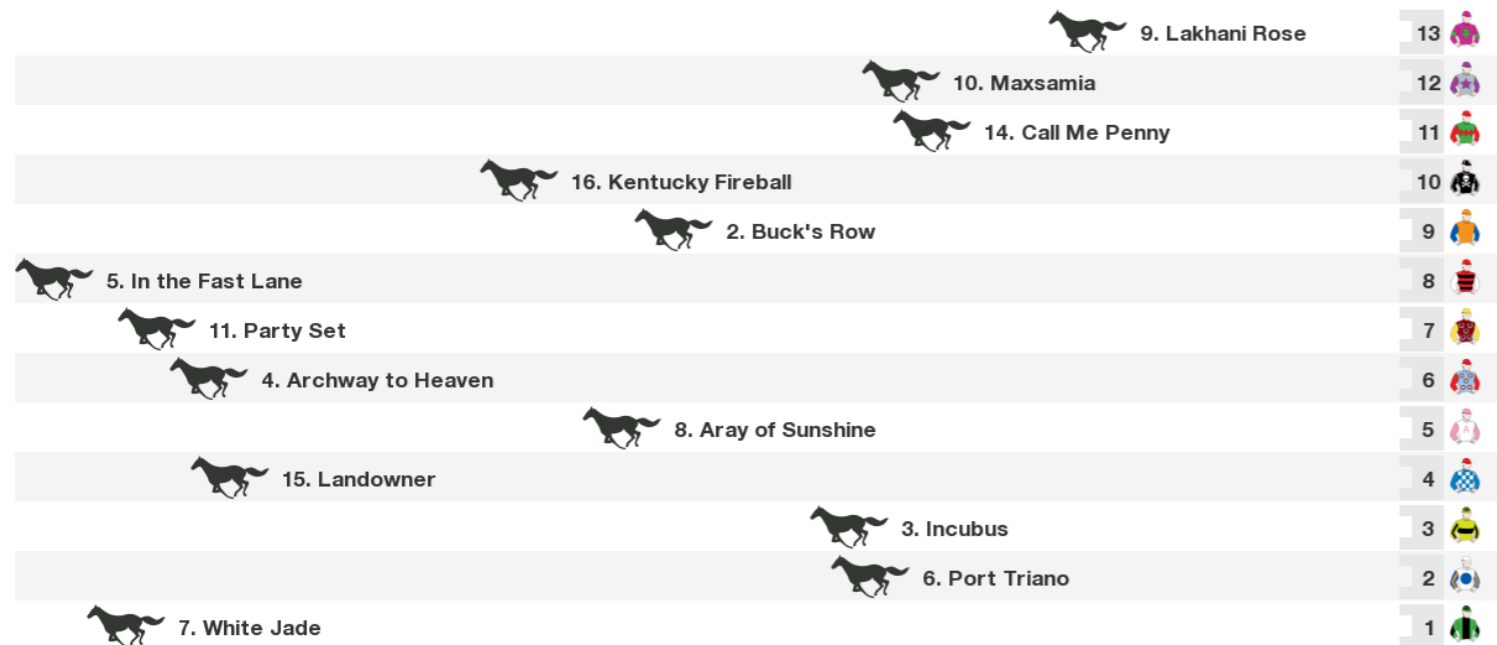 9. Lakhani Rose 13
10. Maxsamia 12
14. Call Me Penny 11
16. Kentucky Fireball 10
2. Buck's Row 9
5. In the Fast Lane 8
11. Party Set 7
4. Archway to Heaven 6
8. Aray of Sunshine 5
A
15. Landowner 4
3. Incubus 3
6. Port Triano 2
7. White Jade 1